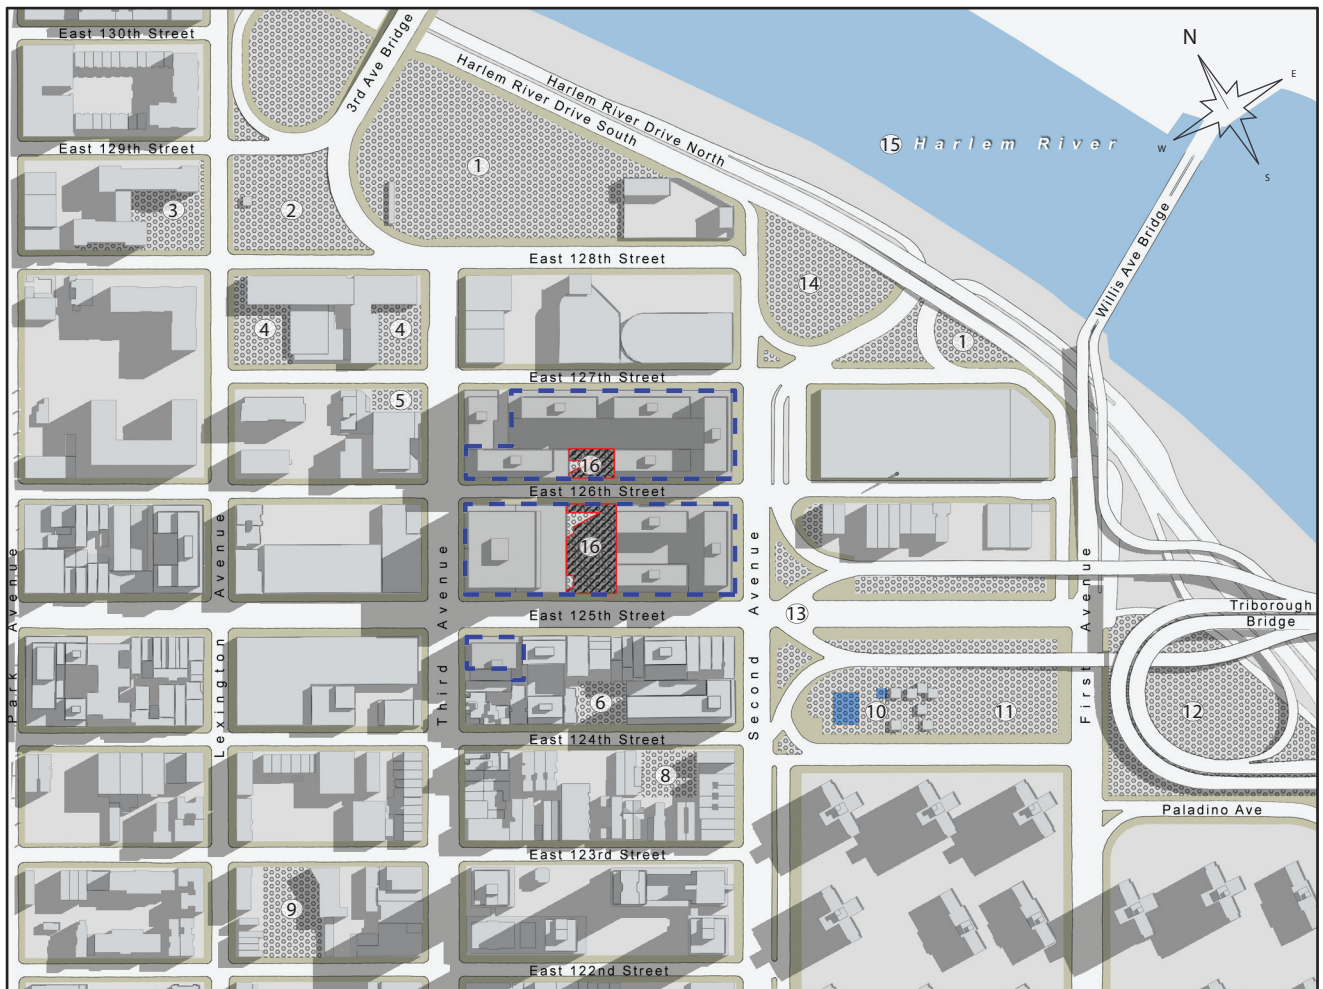 East 130th Street
3rd Ave Bridge
Harlem River Drive North
Harlem River Drive South
N
E
W
S
15 Harlem River
East 129th Street
1
3
2
Willis Ave Bridge
East 128th Street
14
4
4
1
East 127th Street
5
16
East 126th Street
16
Park Avenue
Lexington Avenue
Third Avenue
Second Avenue
First Avenue
East 125th Street
13
Triborough
Bridge
6
10
11
12
East 124th Street
8
Paladino Ave
East 123rd Street
9
East 122nd Street